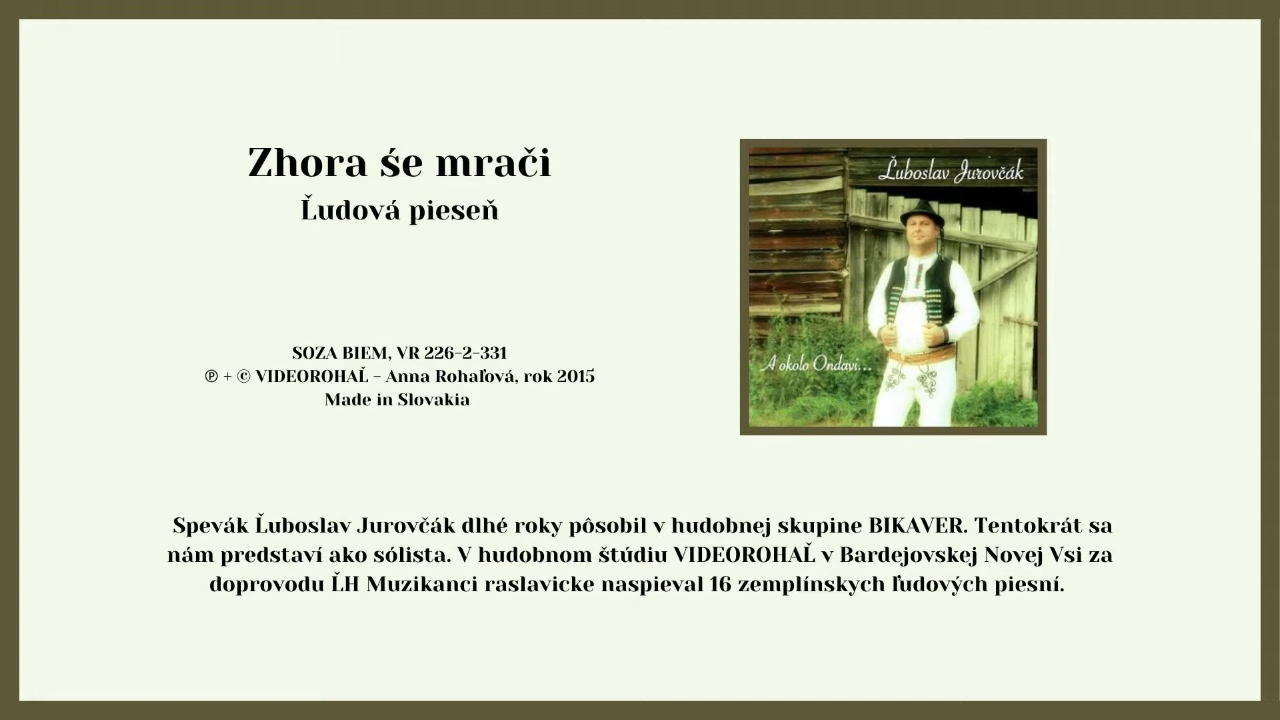 Zhora śe mrači
Ľudová pieseň
SOZA BIEM, VR 226-2-331
℗ + © VIDEOROHAĽ - Anna Rohaľová, rok 2015
Made in Slovakia
Ľuboslav Jurovčák
A okolo Ondavi...
Spevák Ľuboslav Jurovčák dlhé roky pôsobil v hudobnej skupine BIKAVER. Tentokrát sa
nám predstaví ako sólista. V hudobnom štúdiu VIDEOROHAĽ v Bardejovskej Novej Vsi za
doprovodu ĽH Muzikanci raslavicke naspieval 16 zemplínskych ľudových piesní.